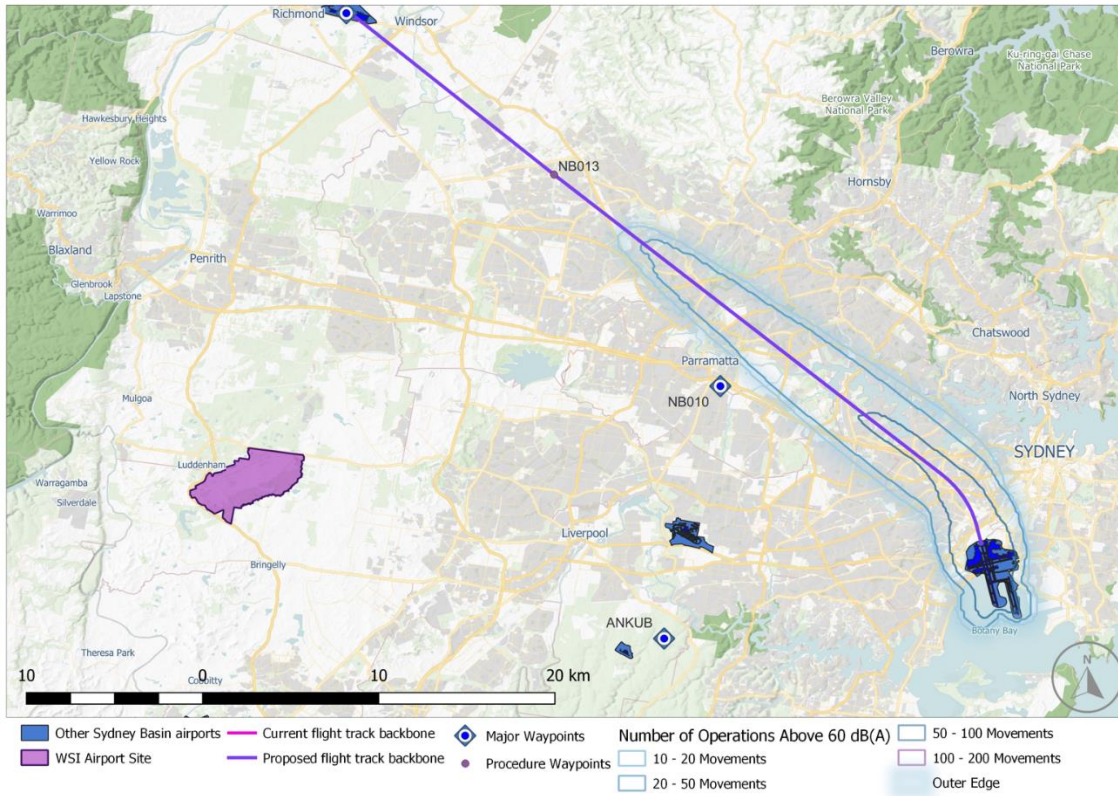 Richmond
Windsor
Berowra
Ku-ring-gai Chase
National Park
Hawkesbury Heights
Berowra Valley
National Park
Yellow Rock
NB013
Hornsby
Warrimoo
Blaxland
Penrith
Glenbrook
Lapstone
Chatswood
Parramatta
NB010
North Sydney
Mulgoa
SYDNEY
Luddenham
Warragamba
Silverdale
Liverpool
Bringelly
ANKUB
Botany Bay
Theresa Park
N
Cobbitty
10 0 10 20 km
Other Sydney Basin airports
WSI Airport Site
Current flight track backbone
Proposed flight track backbone
Major Waypoints
Procedure Waypoints
Number of Operations Above 60 dB(A)
10 - 20 Movements
20 - 50 Movements
50 - 100 Movements
100 - 200 Movements
Outer Edge